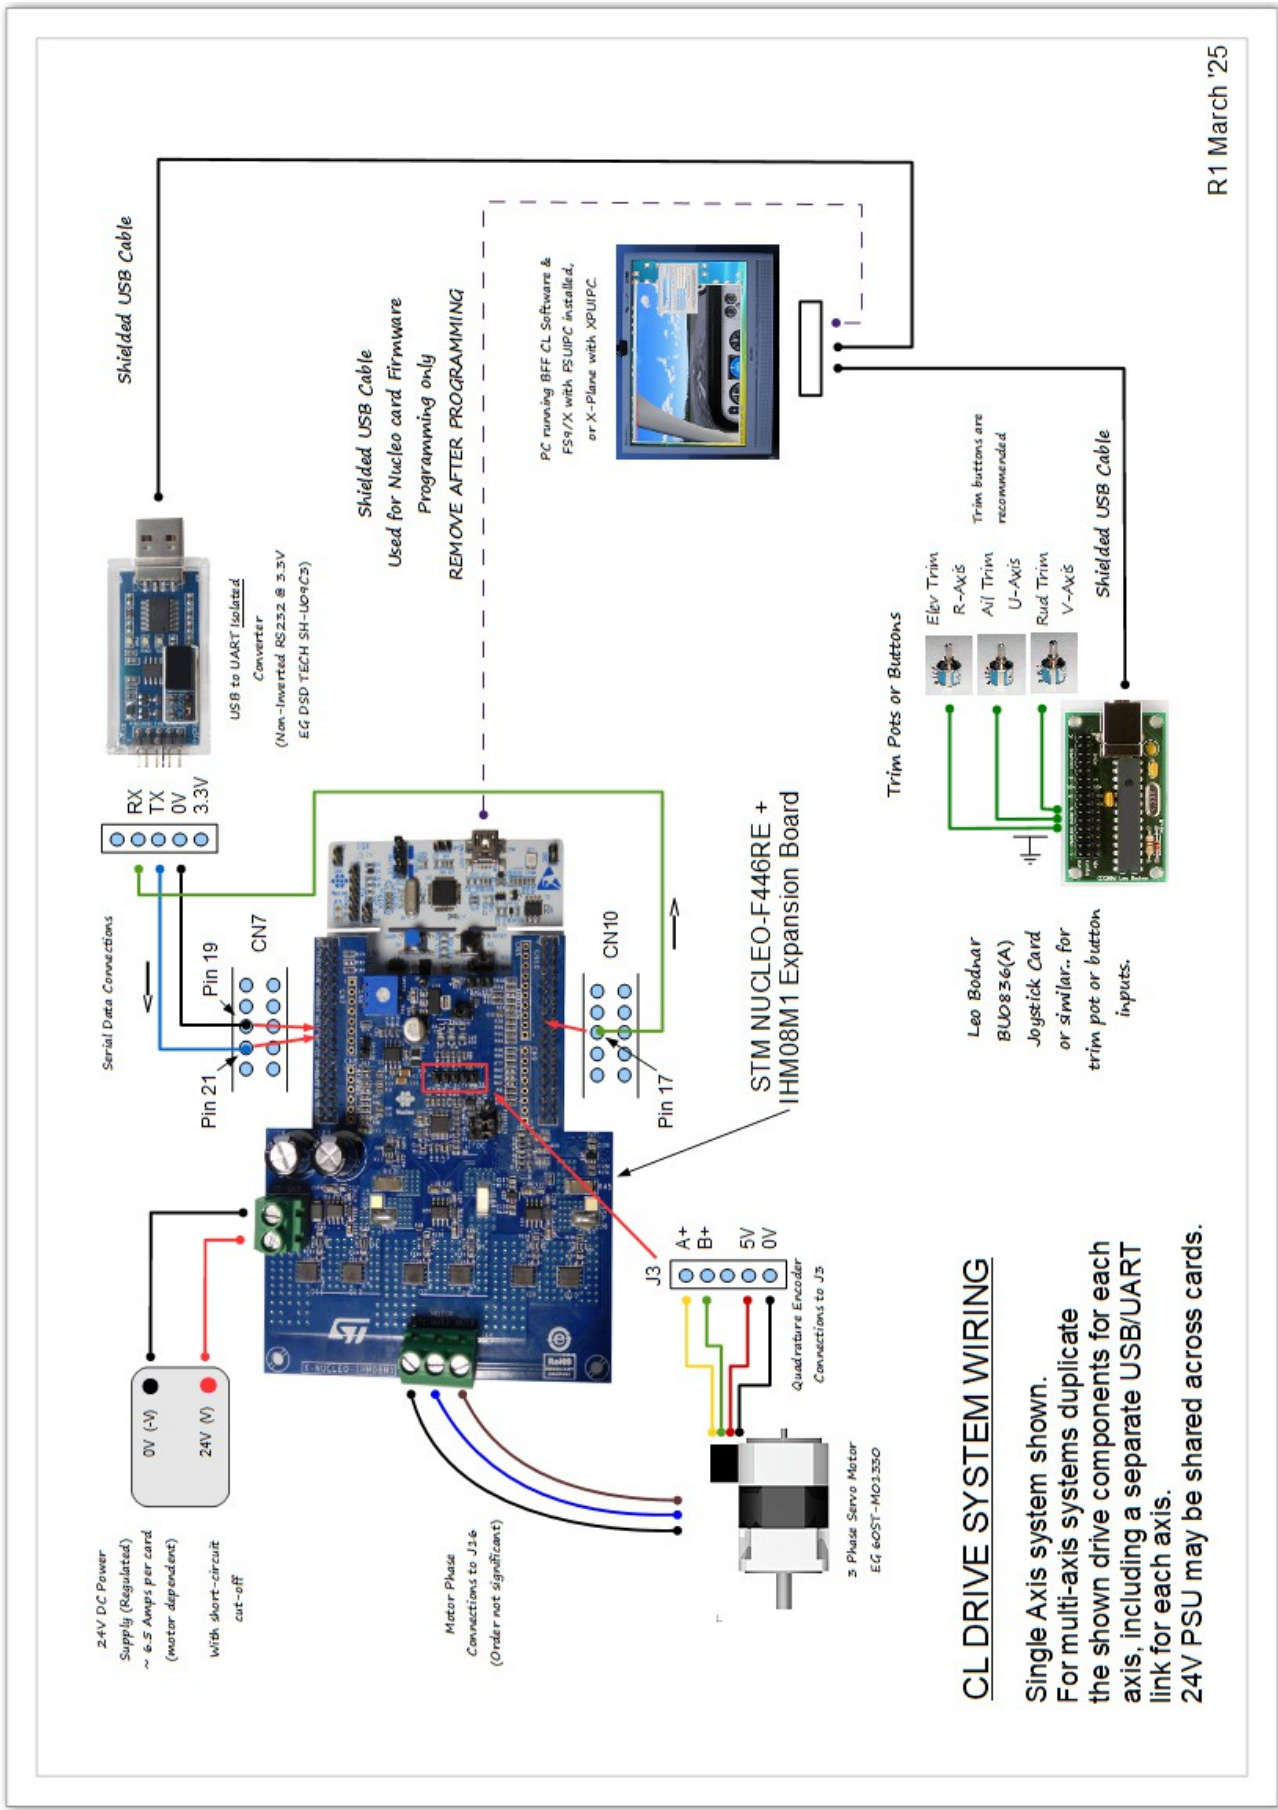 24V DC Power
Supply (Regulated)
~ 6.5 Amps per card
(motor dependent)
With short-circuit
cut-off
0V (-V)
24V (V)
Serial Data Connections
Pin 21
Pin 19
CN7
RX
TX
0V
3.3V
USB to UART Isolated
Converter
(Non-Inverted RS232 @ 3.3V
EG DSD TECH SH-U09C3)
Shielded USB Cable
Shielded USB Cable
Used for Nucleo card Firmware
Programming only
REMOVE AFTER PROGRAMMING
Motor Phase
Connections to J16
(Order not significant)
X-NUCLEO-IHM08M1
RoHS
Pin 17
CN10
STM NUCLEO-F446RE +
IHM08M1 Expansion Board
PC running BFF CL Software &
FS9/X with FSUIPC installed,
or X-Plane with XPUIPC
J3
A+
B+
5V
0V
Quadrature Encoder
Connections to J3
3 Phase Servo Motor
EG 60ST-M01330
Trim Pots or Buttons
Elev Trim
R-Axis
Ail Trim
U-Axis
Rud Trim
V-Axis
Trim buttons are
recommended
Shielded USB Cable
Leo Bodnar
BU0836(A)
Joystick Card
or similar.. for
trim pot or button
inputs.
CL DRIVE SYSTEM WIRING
Single Axis system shown.
For multi-axis systems duplicate
the shown drive components for each
axis, including a separate USB/UART
link for each axis.
24V PSU may be shared across cards.
R1 March '25